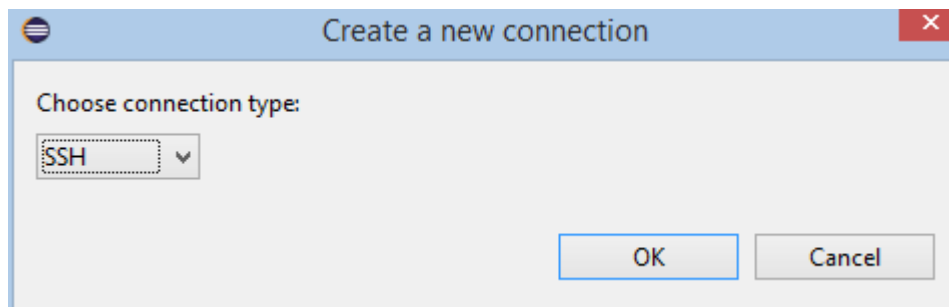 Create a new connection
Choose connection type:
SSH
OK Cancel